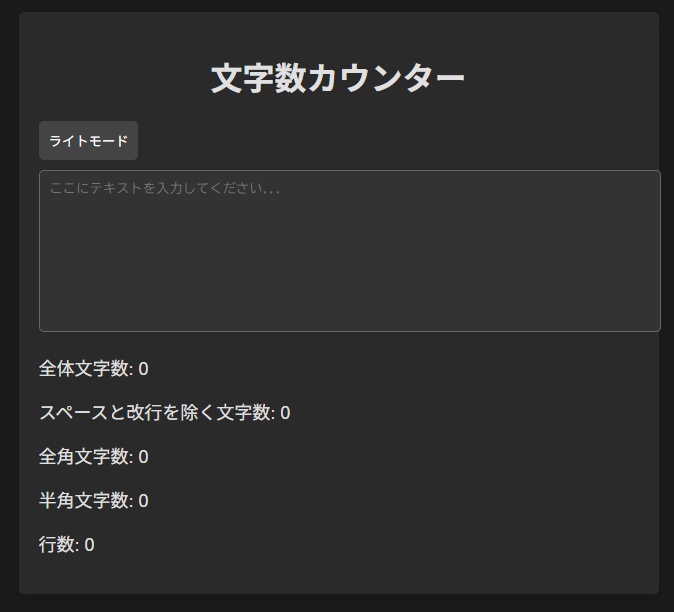 文字数カウンター
ライトモード
ここにテキストを入力してください...
全体文字数: 0
スペースと改行を除く文字数: 0
全角文字数: 0
半角文字数: 0
行数: 0